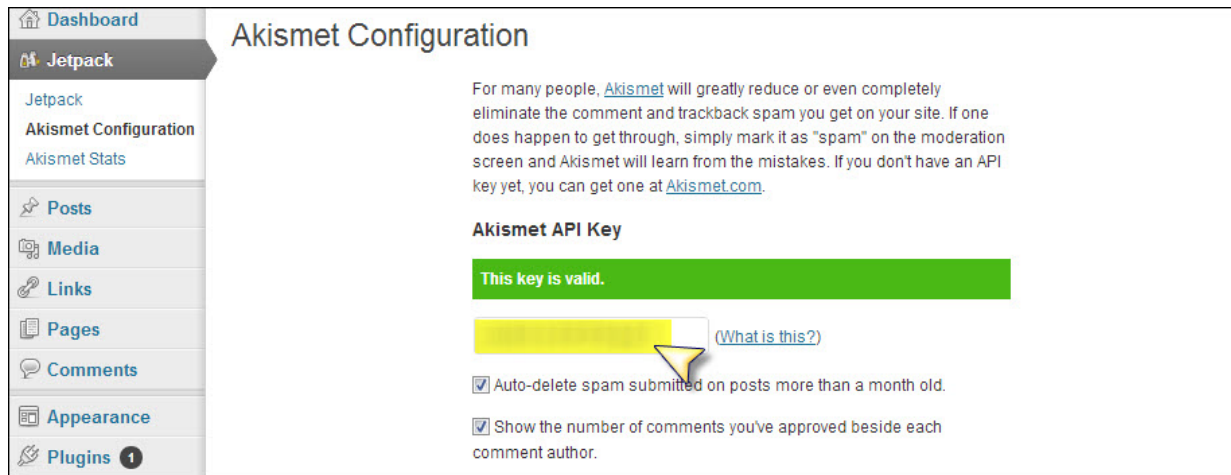 Dashboard
Jetpack
Jetpack
Akismet Configuration
Akismet Stats
Posts
Media
Links
Pages
Comments
Appearance
Plugins 1
Akismet Configuration
For many people, Akismet will greatly reduce or even completely
eliminate the comment and trackback spam you get on your site. If one
does happen to get through, simply mark it as "spam" on the moderation
screen and Akismet will learn from the mistakes. If you don't have an API
key yet, you can get one at Akismet.com.
Akismet API Key
This key is valid.
(What is this?)
Auto-delete spam submitted on posts more than a month old.
Show the number of comments you've approved beside each
comment author.